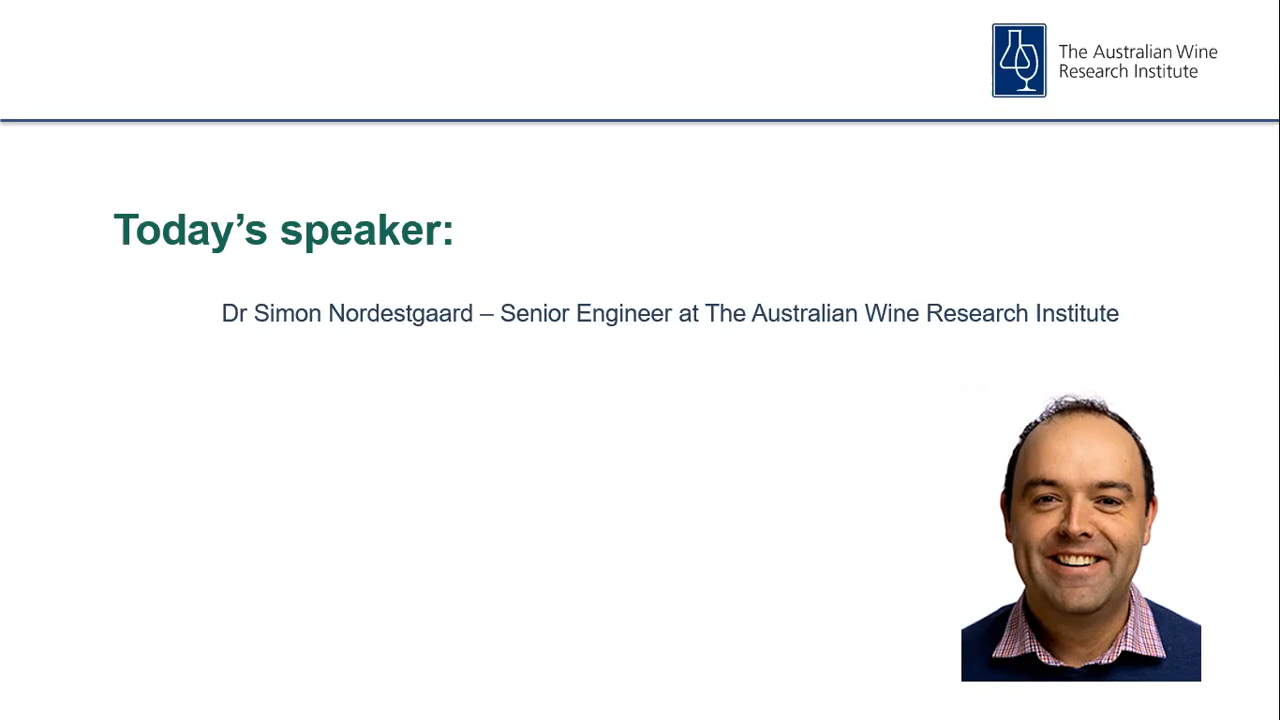 The Australian Wine
Research Institute
Today’s speaker:
Dr Simon Nordestgaard – Senior Engineer at The Australian Wine Research Institute